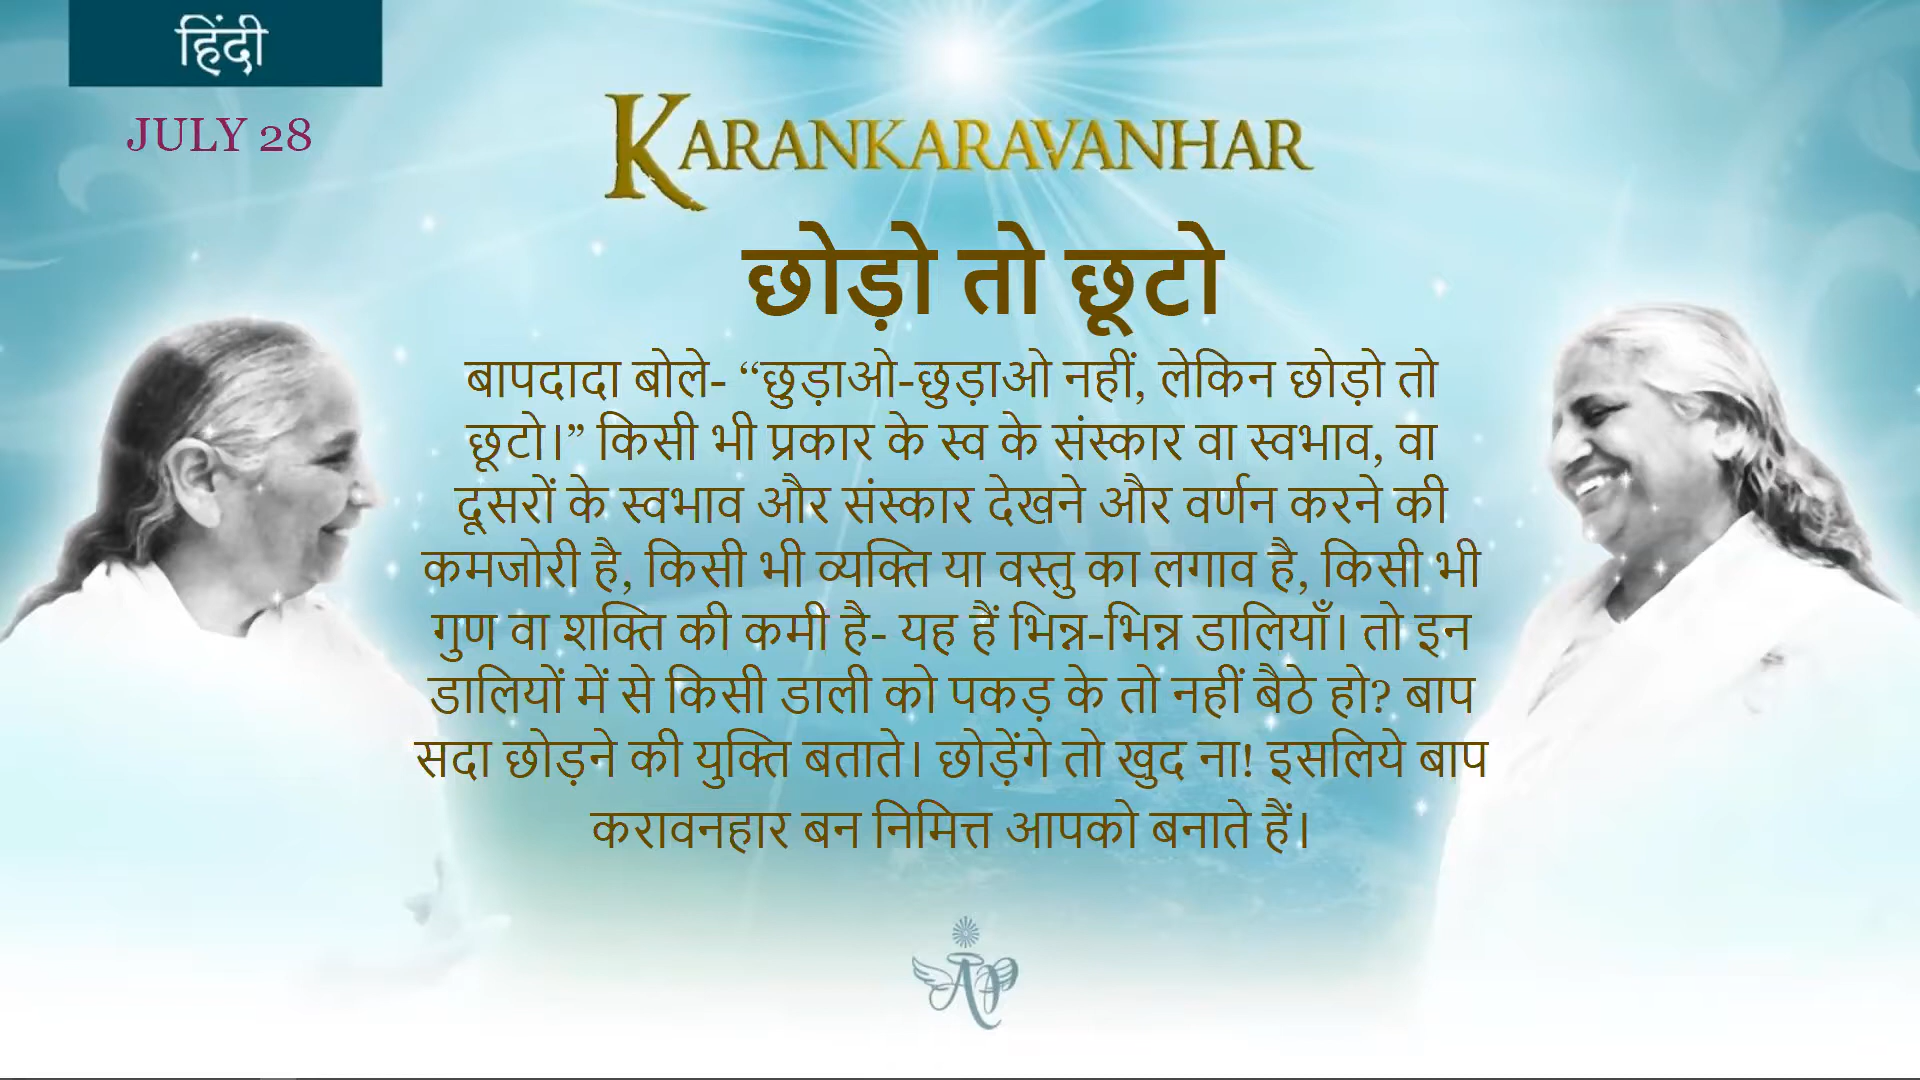 हिंदी
JULY 28
KARANKARAVANHAR
छोड़ो तो छूटो
बापदादा बोले- “छुड़ाओ-छुड़ाओ नहीं, लेकिन छोड़ो तो
छूटो।” किसी भी प्रकार के स्व के संस्कार वा स्वभाव, वा
दूसरों के स्वभाव और संस्कार देखने और वर्णन करने की
कमजोरी है, किसी भी व्यक्ति या वस्तु का लगाव है, किसी भी
गुण वा शक्ति की कमी है- यह हैं भिन्न-भिन्न डालियाँ। तो इन
डालियों में से किसी डाली को पकड़ के तो नहीं बैठे हो? बाप
सदा छोड़ने की युक्ति बताते। छोड़ेंगे तो खुद ना! इसलिये बाप
करावनहार बन निमित्त आपको बनाते हैं।
AP